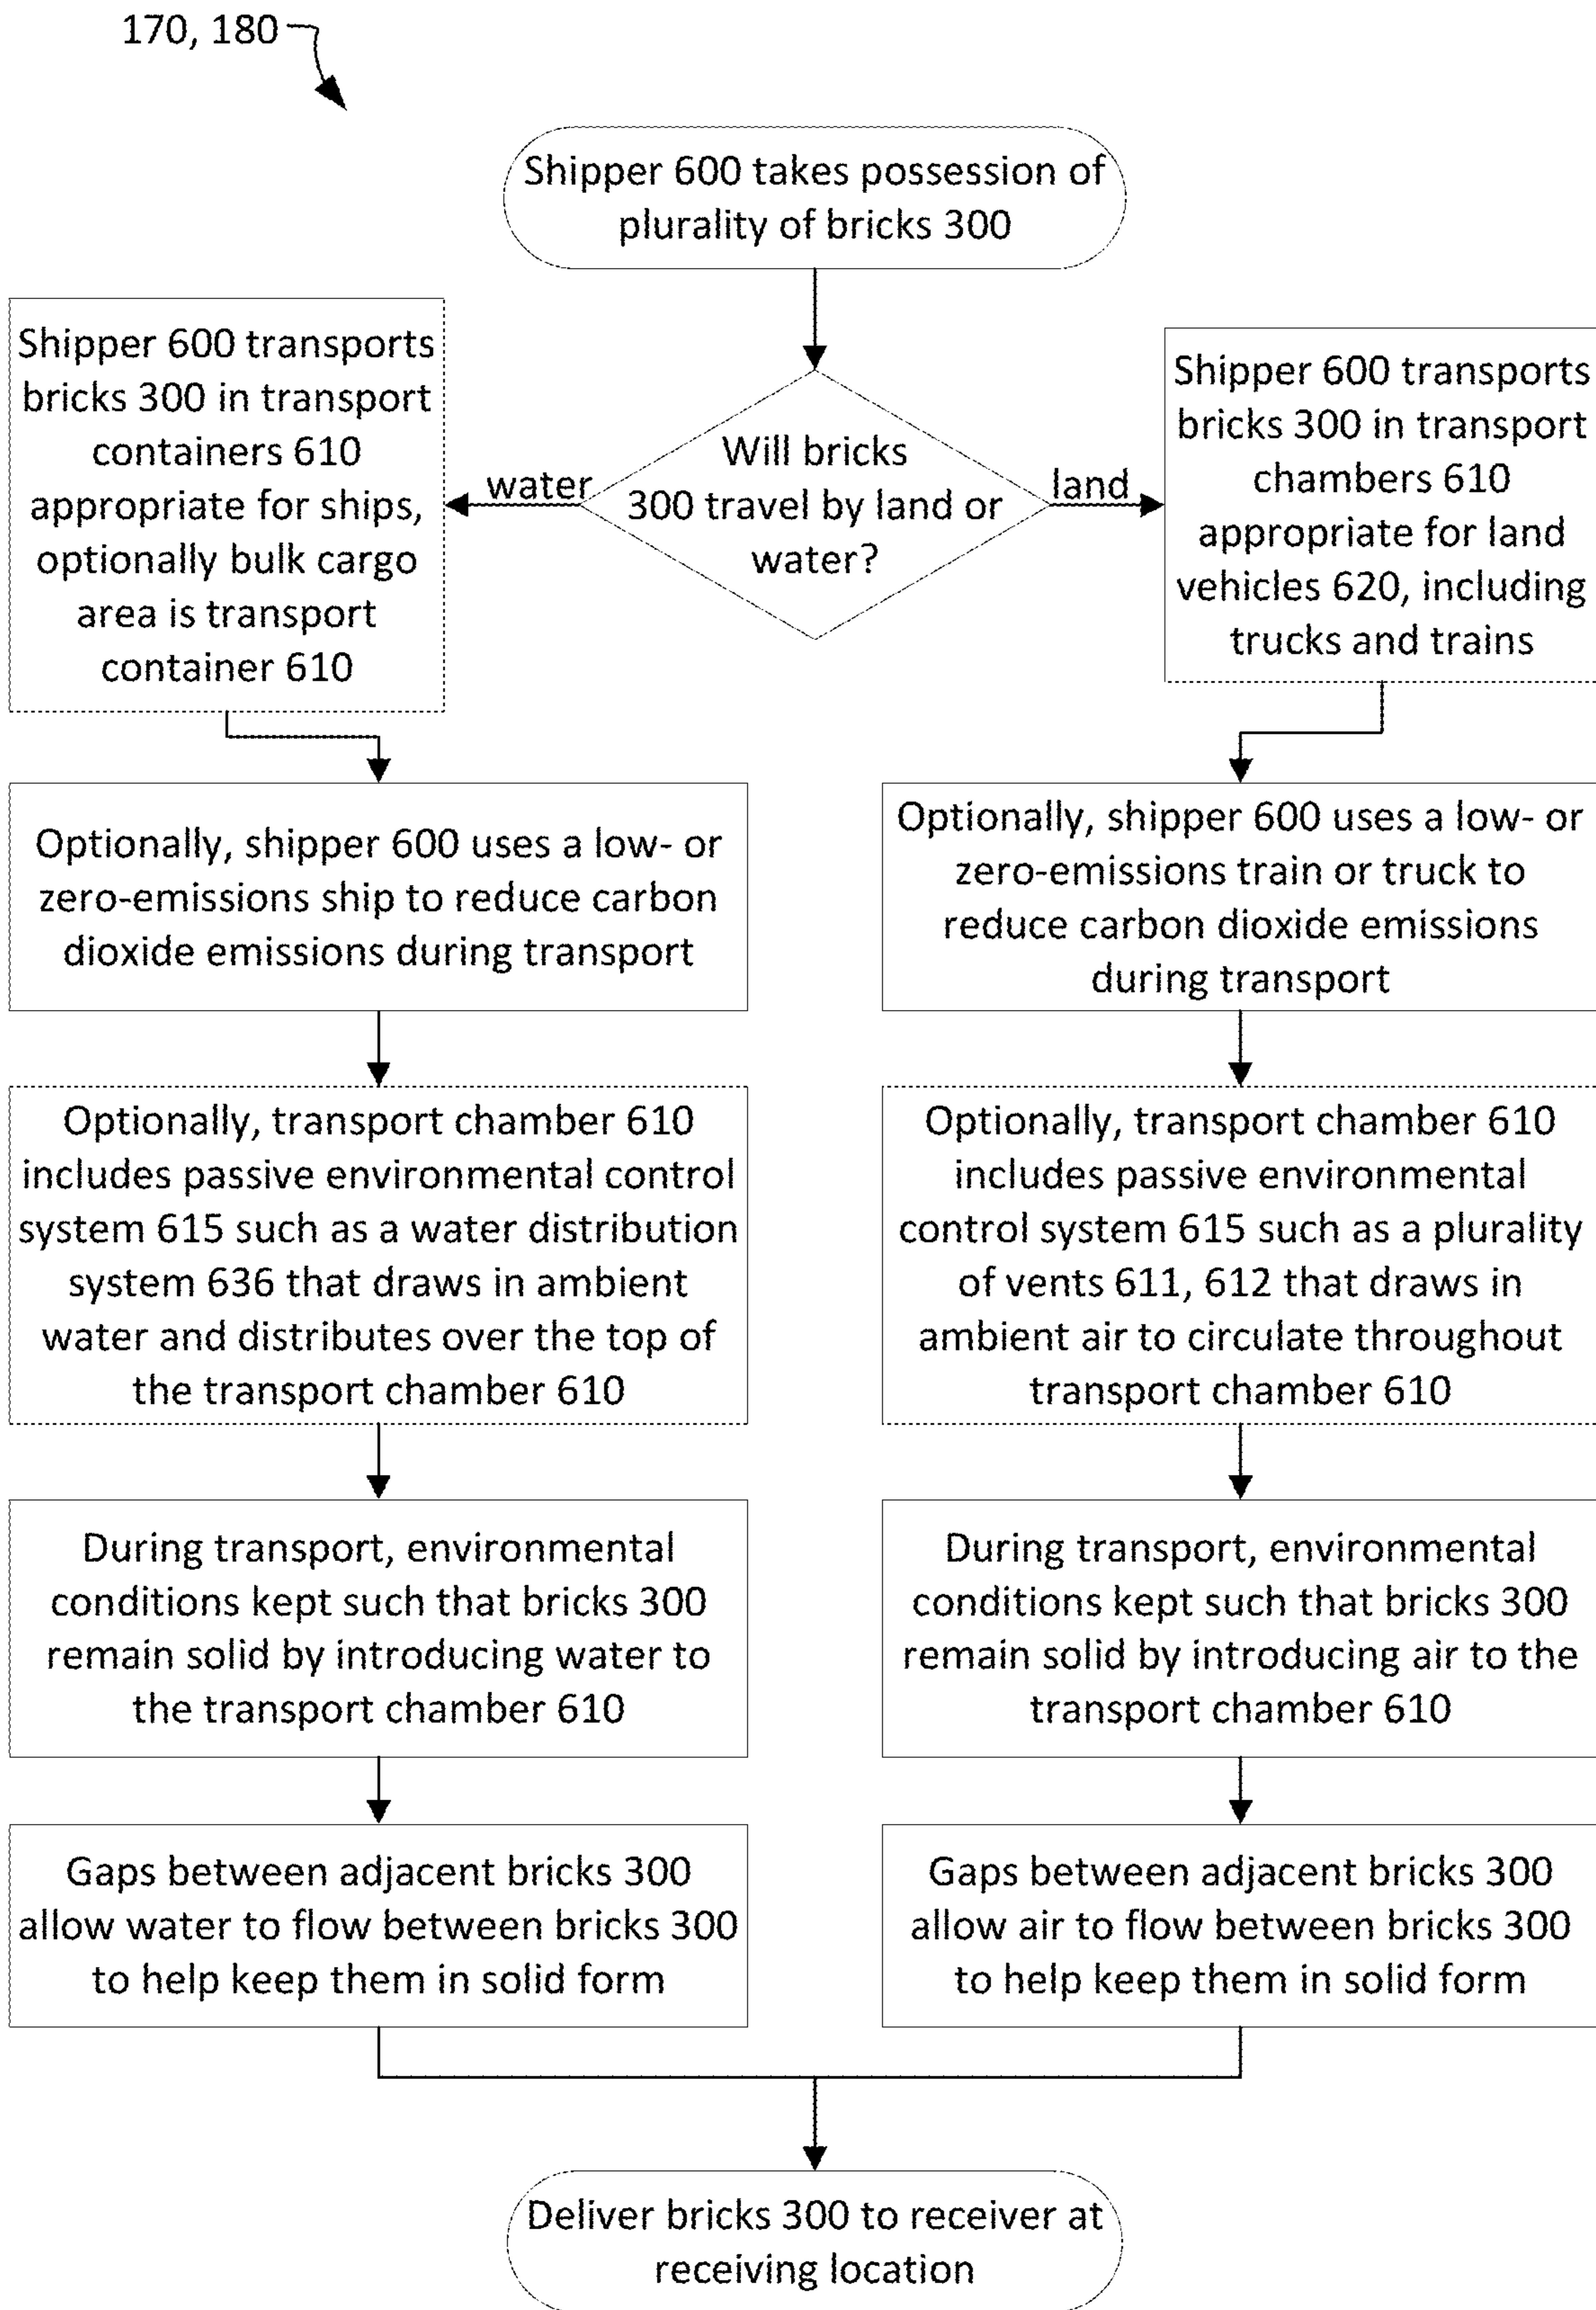 170, 180
Shipper 600 takes possession of
plurality of bricks 300
Will bricks
300 travel by land or
water?
water
land
Shipper 600 transports
bricks 300 in transport
containers 610
appropriate for ships,
optionally bulk cargo
area is transport
container 610
Shipper 600 transports
bricks 300 in transport
chambers 610
appropriate for land
vehicles 620, including
trucks and trains
Optionally, shipper 600 uses a low- or
zero-emissions ship to reduce carbon
dioxide emissions during transport
Optionally, shipper 600 uses a low- or
zero-emissions train or truck to
reduce carbon dioxide emissions
during transport
Optionally, transport chamber 610
includes passive environmental control
system 615 such as a water distribution
system 636 that draws in ambient
water and distributes over the top of
the transport chamber 610
Optionally, transport chamber 610
includes passive environmental
control system 615 such as a plurality
of vents 611, 612 that draws in
ambient air to circulate throughout
transport chamber 610
During transport, environmental
conditions kept such that bricks 300
remain solid by introducing water to
the transport chamber 610
During transport, environmental
conditions kept such that bricks 300
remain solid by introducing air to the
transport chamber 610
Gaps between adjacent bricks 300
allow water to flow between bricks 300
to help keep them in solid form
Gaps between adjacent bricks 300
allow air to flow between bricks 300
to help keep them in solid form
Deliver bricks 300 to receiver at
receiving location